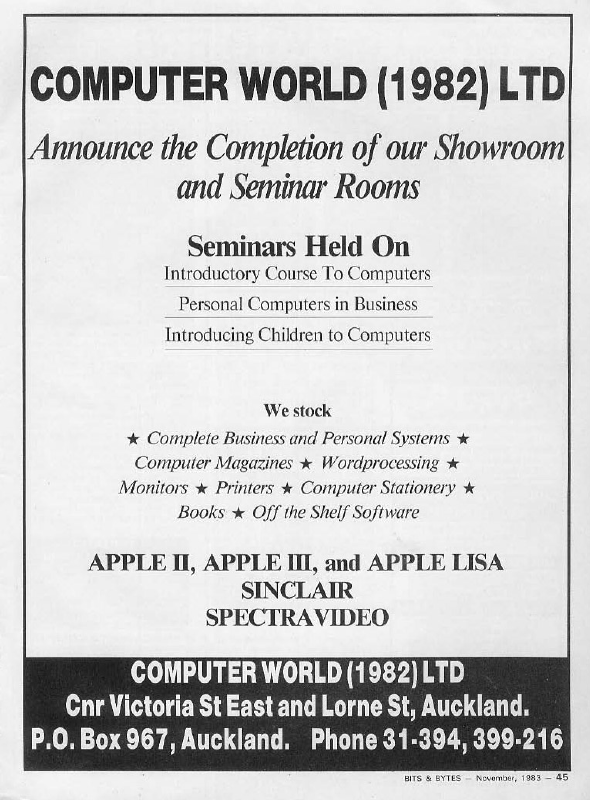 COMPUTER WORLD (1982) LTD
Announce the Completion of our Showroom
and Seminar Rooms
Seminars Held On
Introductory Course To Computers
Personal Computers in Business
Introducing Children to Computers
We stock
★ Complete Business and Personal Systems ★
Computer Magazines ★ Wordprocessing ★
Monitors ★ Printers ★ Computer Stationery ★
Books ★ Off the Shelf Software
APPLE II, APPLE III, and APPLE LISA
SINCLAIR
SPECTRAVIDEO
COMPUTER WORLD (1982) LTD
Cnr Victoria St East and Lorne St, Auckland.
P.O. Box 967, Auckland. Phone 31-394, 399-216
BITS & BYTES — November, 1983 — 45